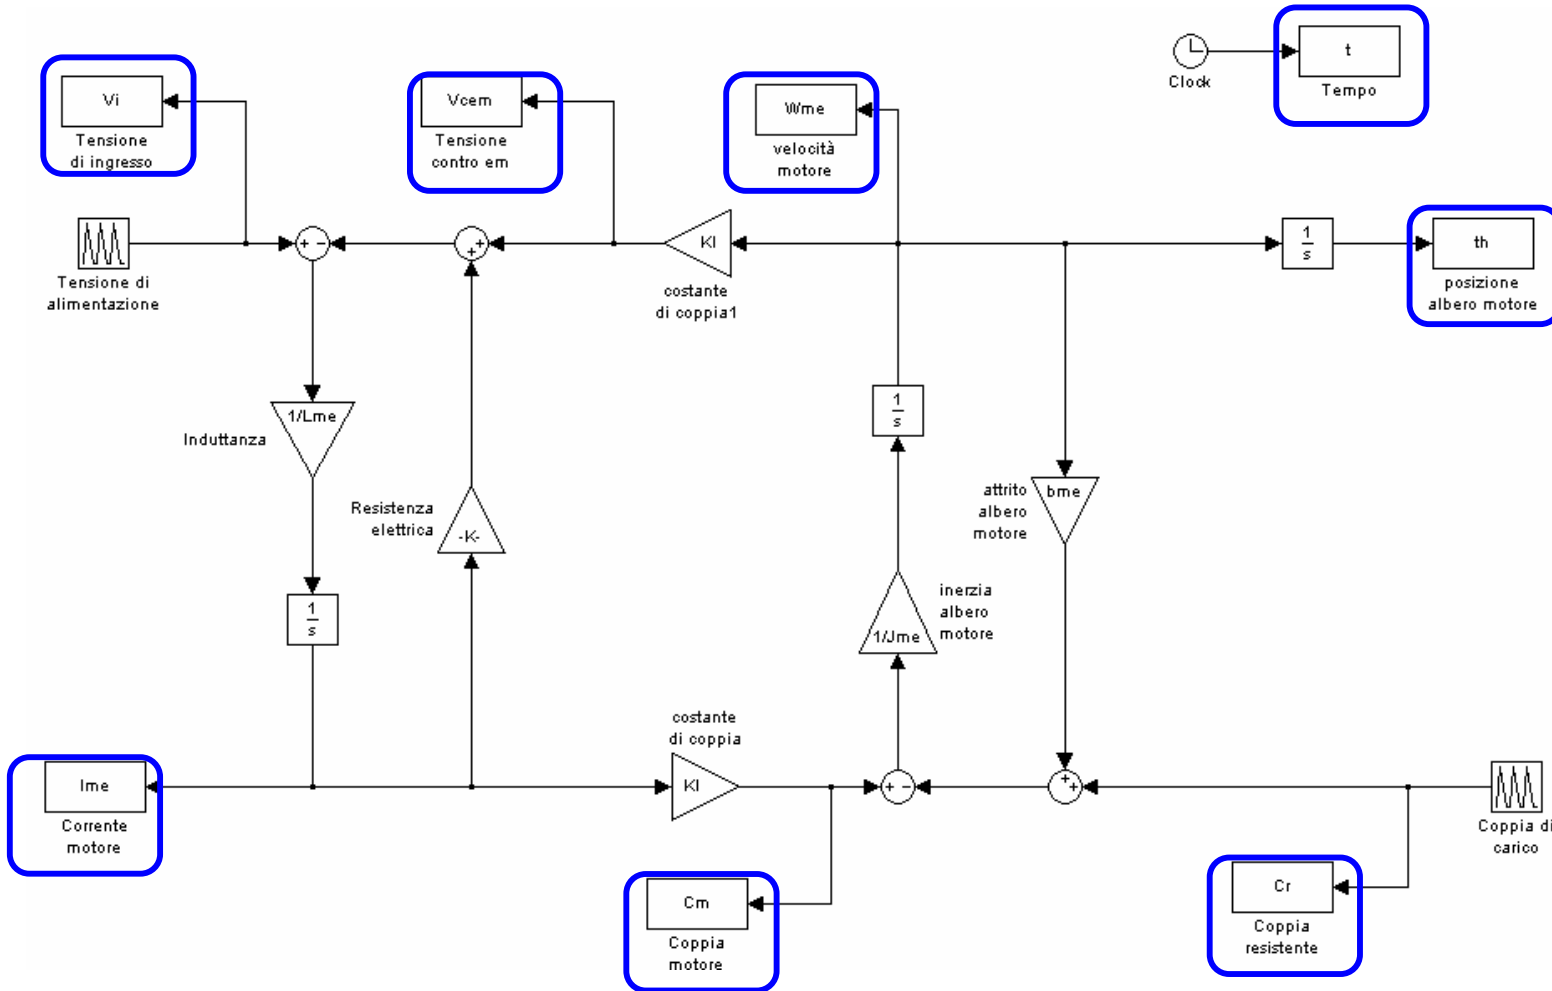 t
Tempo
Clock
Vi
Tensione
di ingresso
Vcem
Tensione
contro em
Wme
velocità
motore
+ -
+
+
KI
costante
di coppia1
1
s
th
posizione
albero motore
Tensione di
alimentazione
1/Lme
Induttanza
Resistenza
elettrica
-K-
1
s
attrito
albero
motore
bme
1
s
inerzia
albero
motore
1/Jme
costante
di coppia
KI
+ -
+
+
Ime
Corrente
motore
Cm
Coppia
motore
Cr
Coppia
resistente
Coppia di
carico